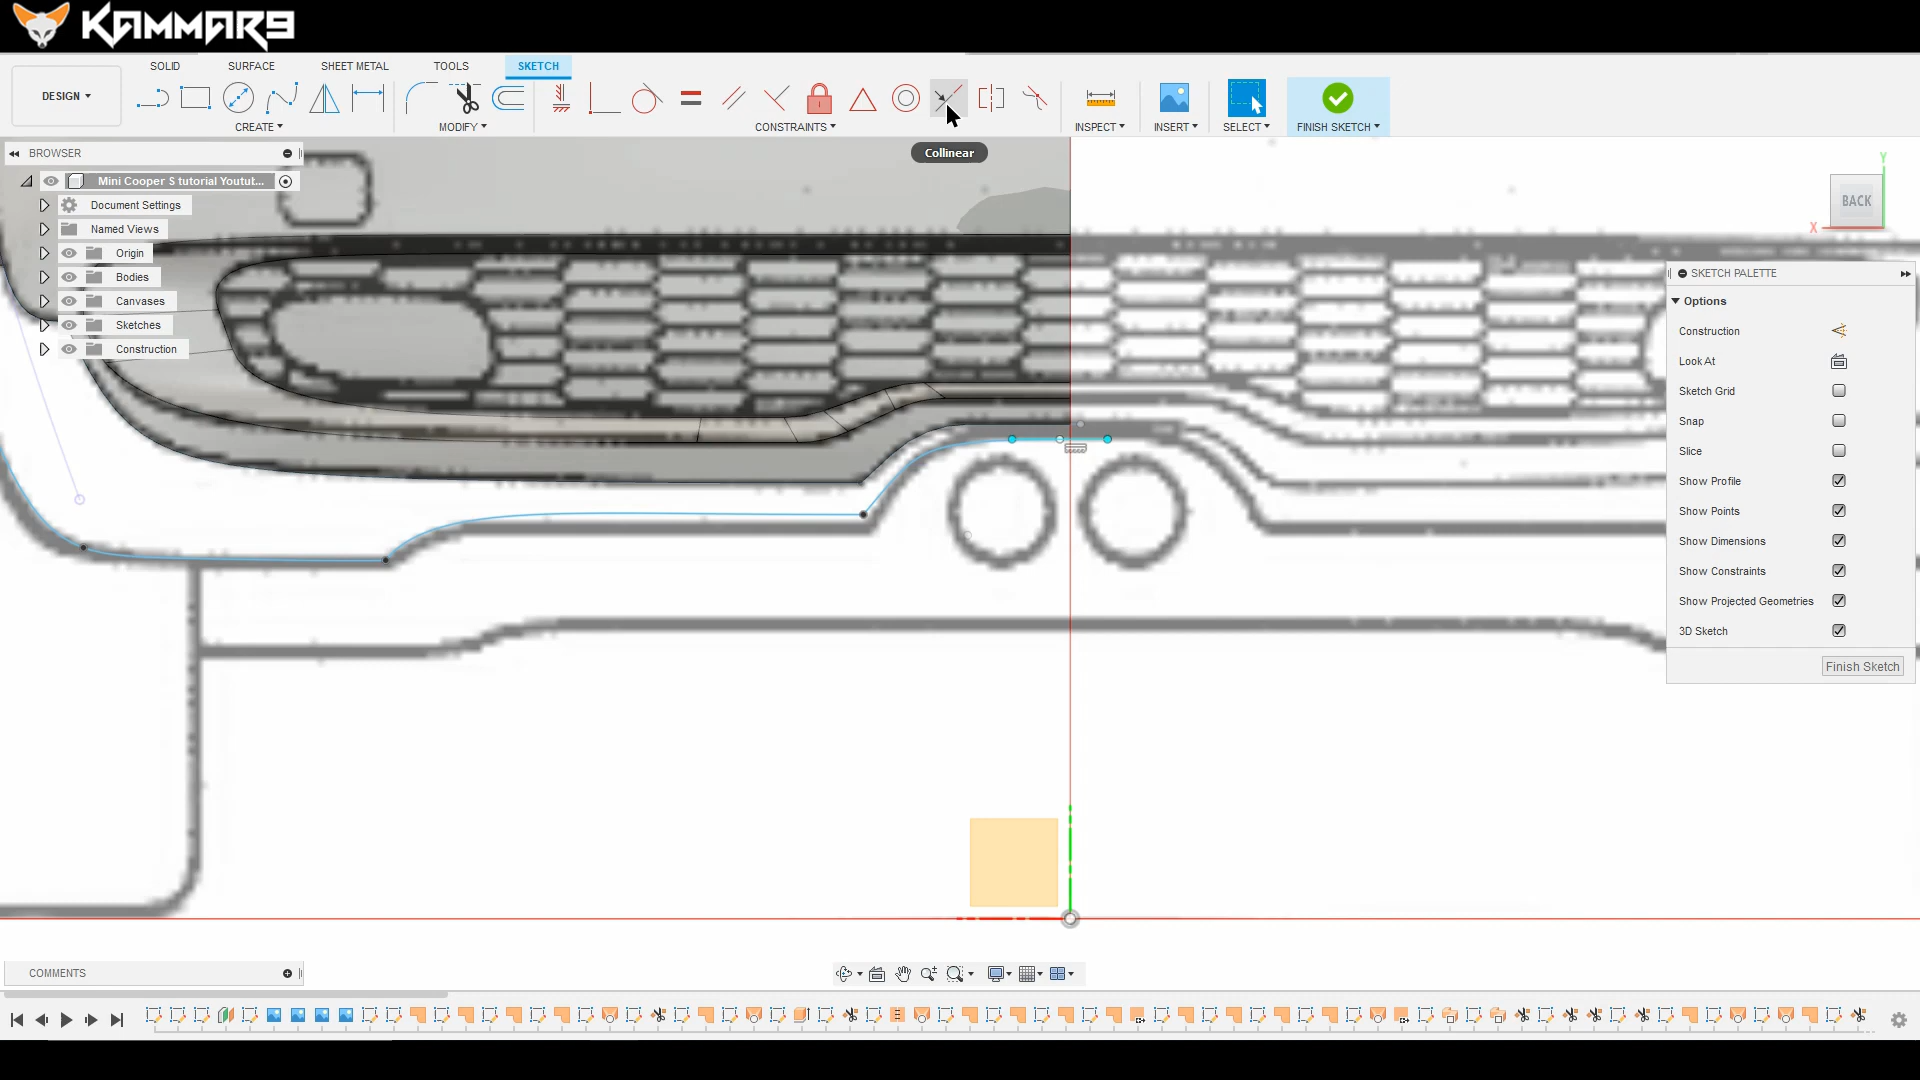 KAMMAR9
SOLID SURFACE SHEET METAL TOOLS SKETCH
DESIGN
CREATE MODIFY CONSTRAINTS INSPECT INSERT SELECT FINISH SKETCH
BROWSER
Collinear
Mini Cooper S tutorial Youtut...
Document Settings
Named Views
Origin
Bodies
Canvases
Sketches
Construction
Y
BACK
X
SKETCH PALETTE
Options
Construction
Look At
Sketch Grid
Snap
Slice
Show Profile
Show Points
Show Dimensions
Show Constraints
Show Projected Geometries
3D Sketch
Finish Sketch
COMMENTS